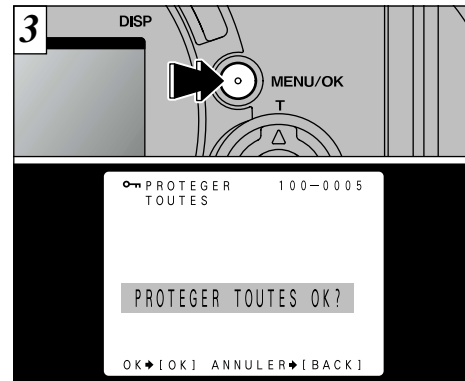 3
DISP
MENU/OK
T
PROTEGER 100-0005
TOUTES
PROTEGER TOUTES OK?
OK➧[OK] ANNULER➧[BACK]